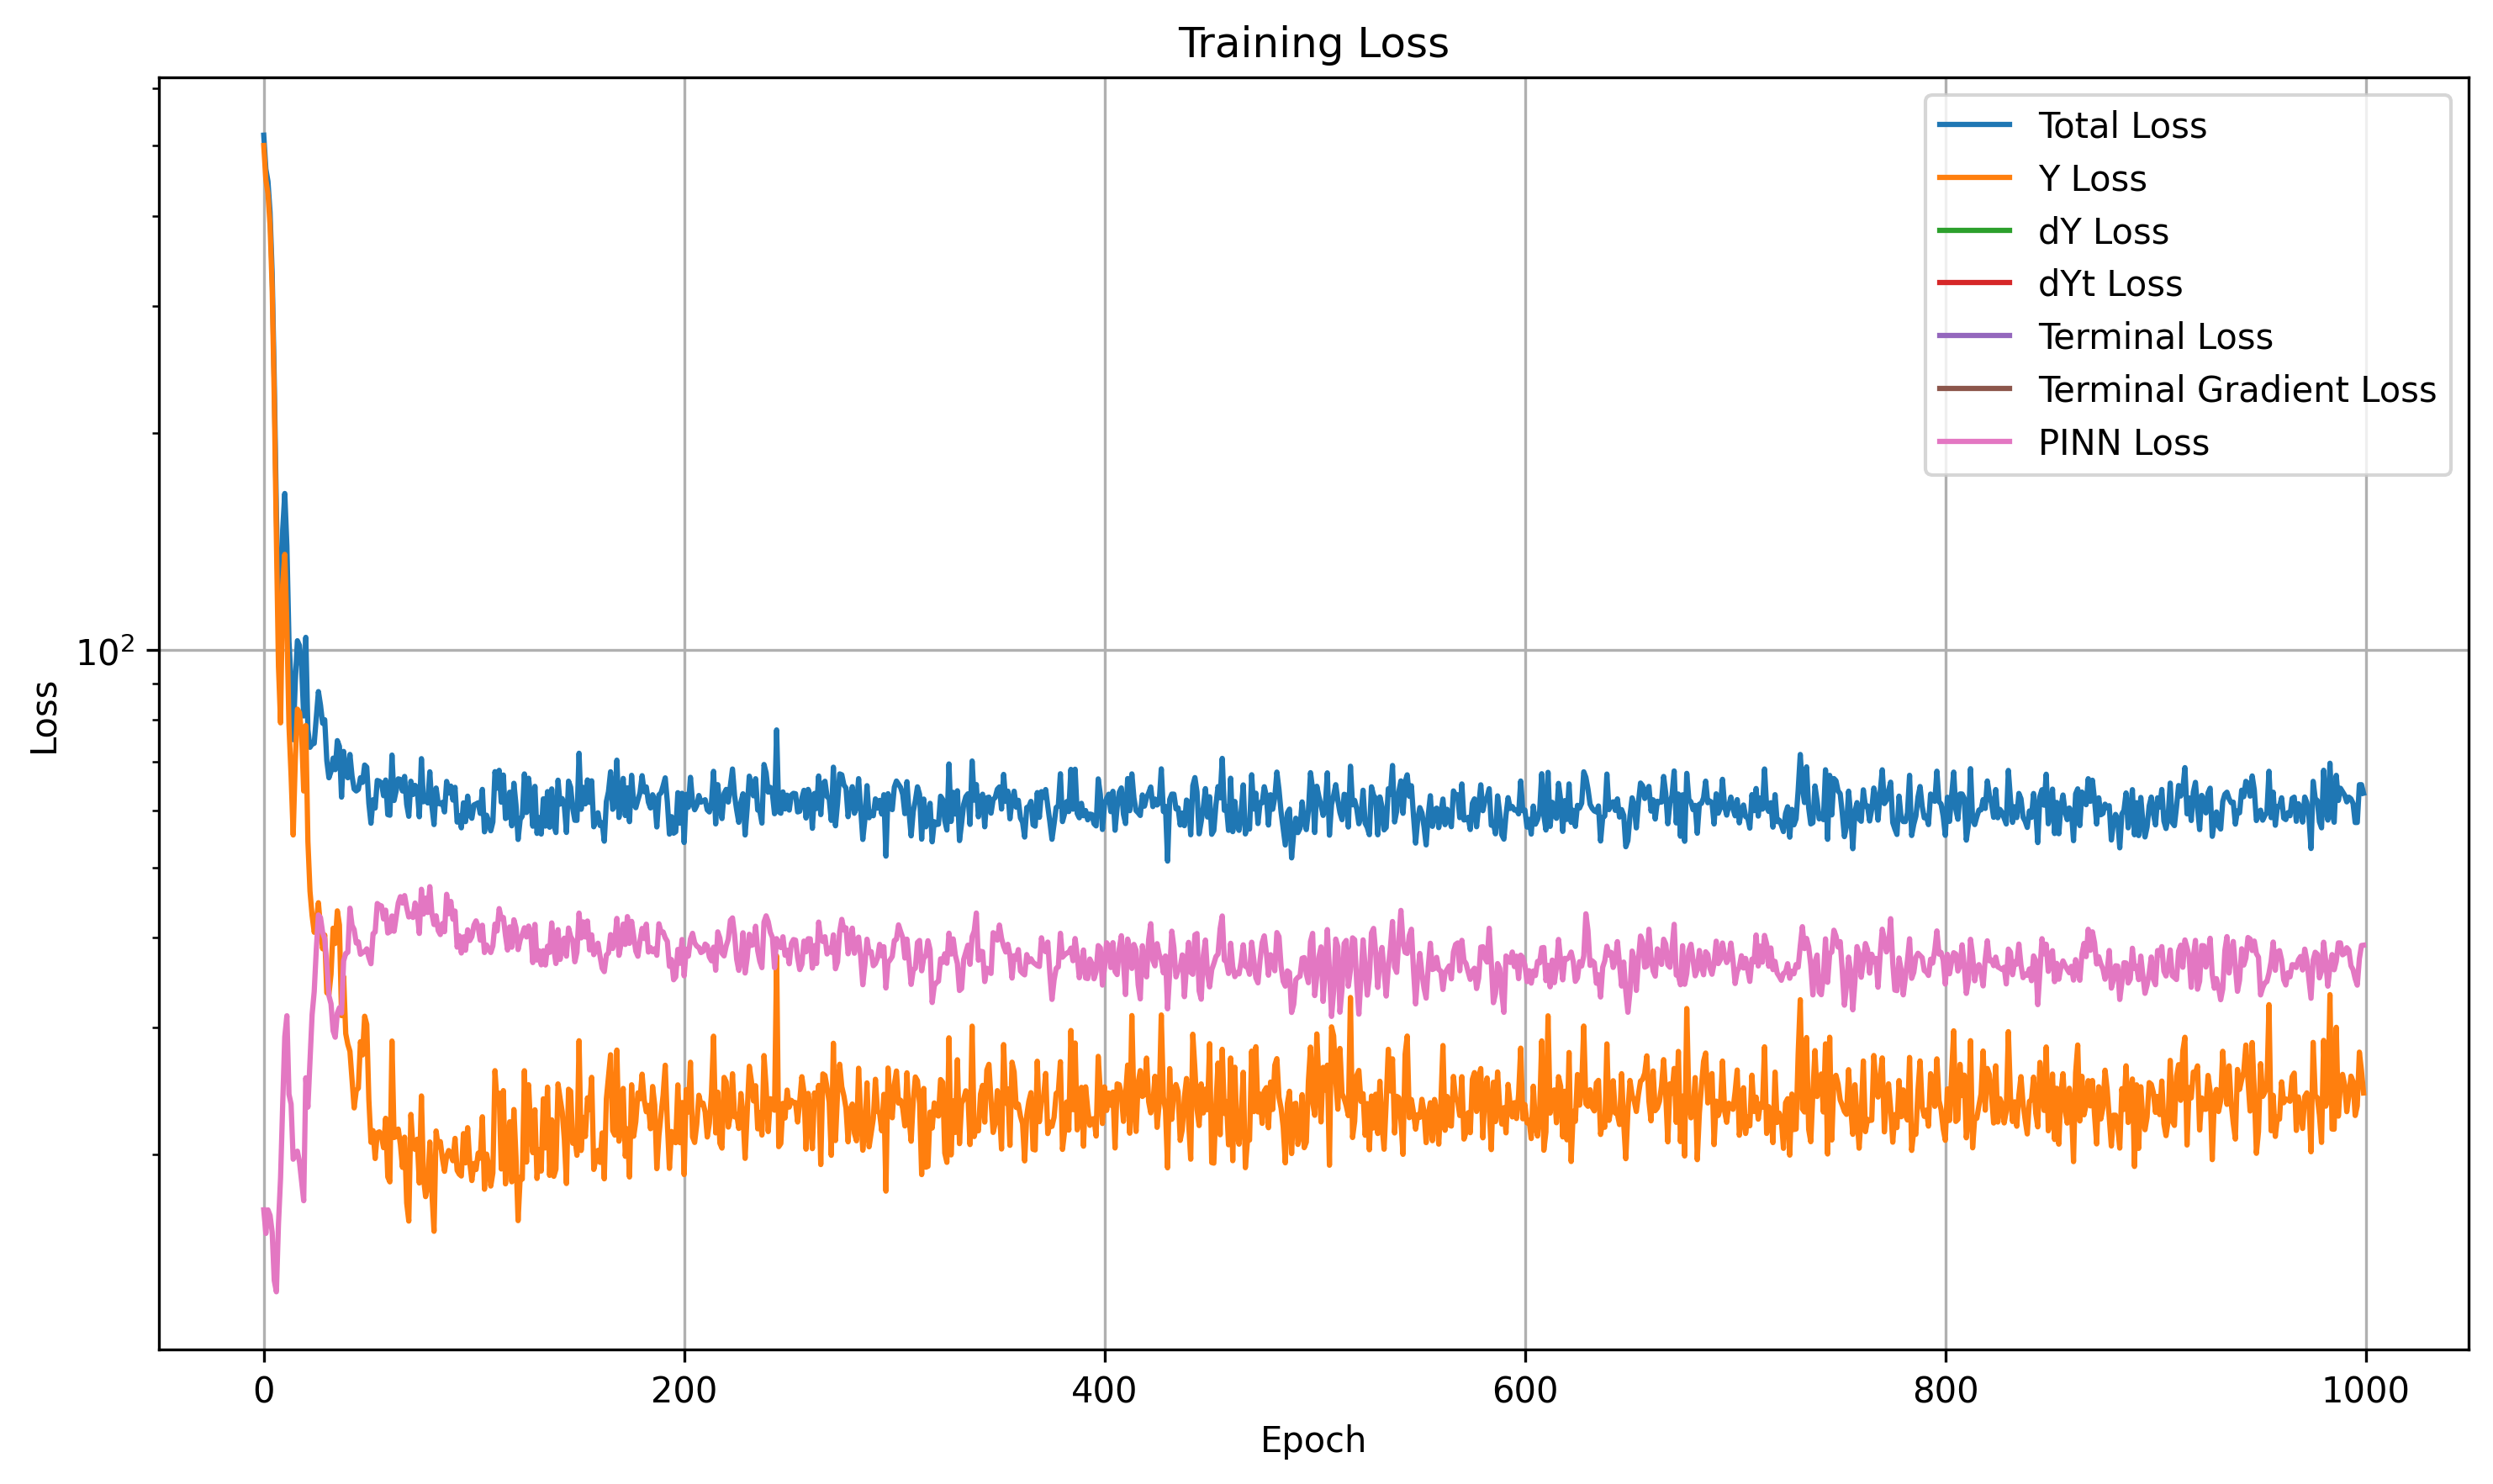 Training Loss
Total Loss
Y Loss
dY Loss
dYt Loss
Terminal Loss
Terminal Gradient Loss
PINN Loss
10²
Loss
0 200 400 600 800 1000
Epoch